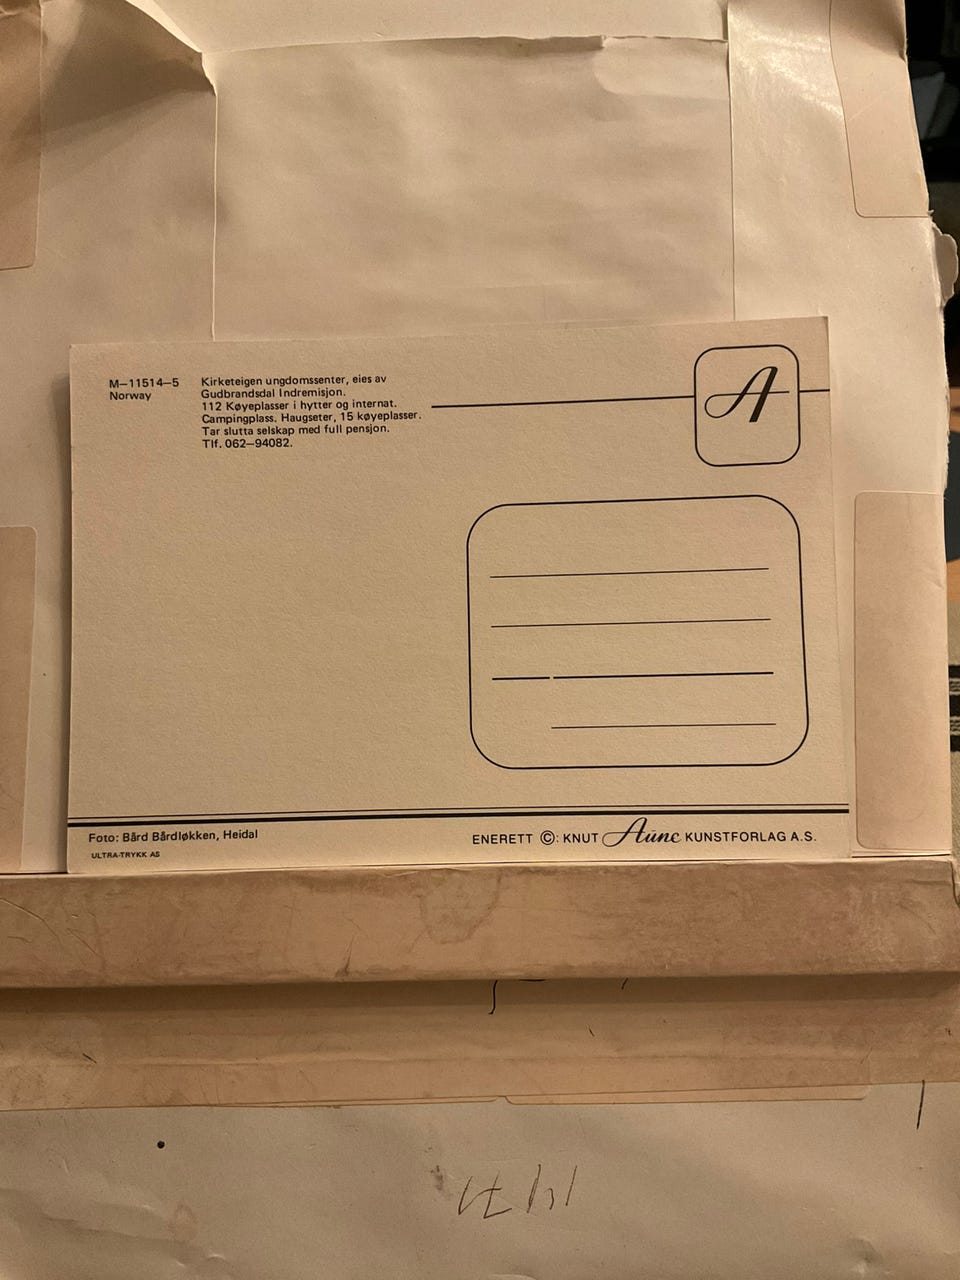 M—11514—5
Norway
Kirketeigen ungdomssenter, eies av
Gudbrandsdal Indremisjon.
112 Køyeplasser i hytter og internat.
Campingplass. Haugseter, 15 køyeplasser.
Tar slutta selskap med full pensjon.
Tlf. 062—94082.
A
Foto: Bård Bårdløkken, Heidal
ULTRA-TRYKK AS
ENERETT ©: KNUT Aune KUNSTFORLAG A.S.